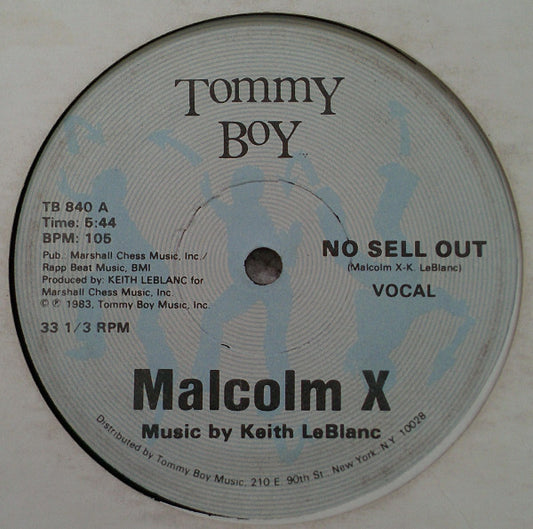 Tommy
Boy
TB 840 A
Time: 5:44
BPM: 105
Pub.: Marshall Chess Music, Inc./
Rapp Beat Music, BMI
Produced by: KEITH LEBLANC for
Marshall Chess Music, Inc.
© ℗ 1983, Tommy Boy Music, Inc.
33 1/3 RPM
NO SELL OUT
(Malcolm X-K. LeBlanc)
VOCAL
Malcolm X
Music by Keith LeBlanc
Distributed by Tommy Boy Music, 210 E. 90th St., New York, N.Y. 10028